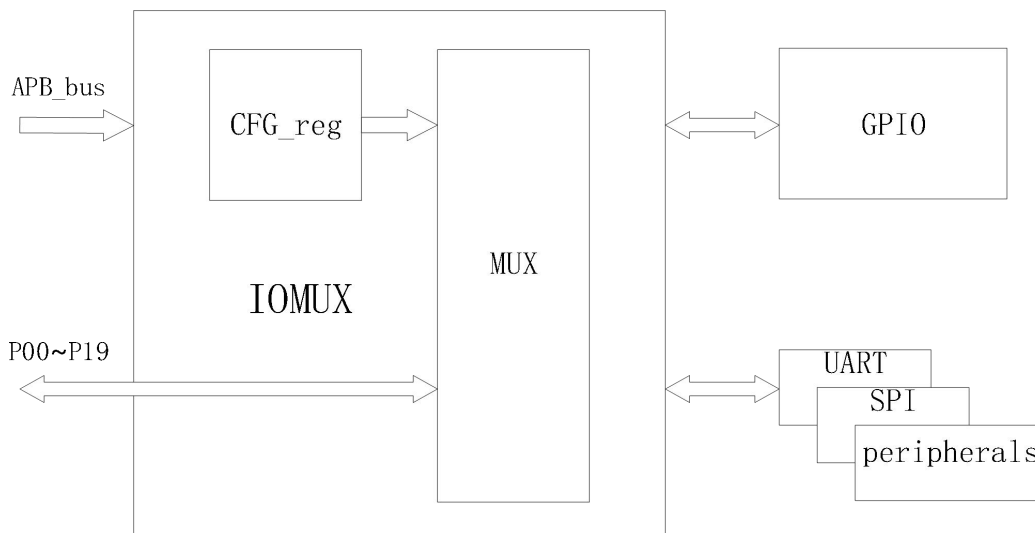 APB_bus
CFG_reg
GPIO
MUX
IOMUX
P00~P19
UART
SPI
peripherals